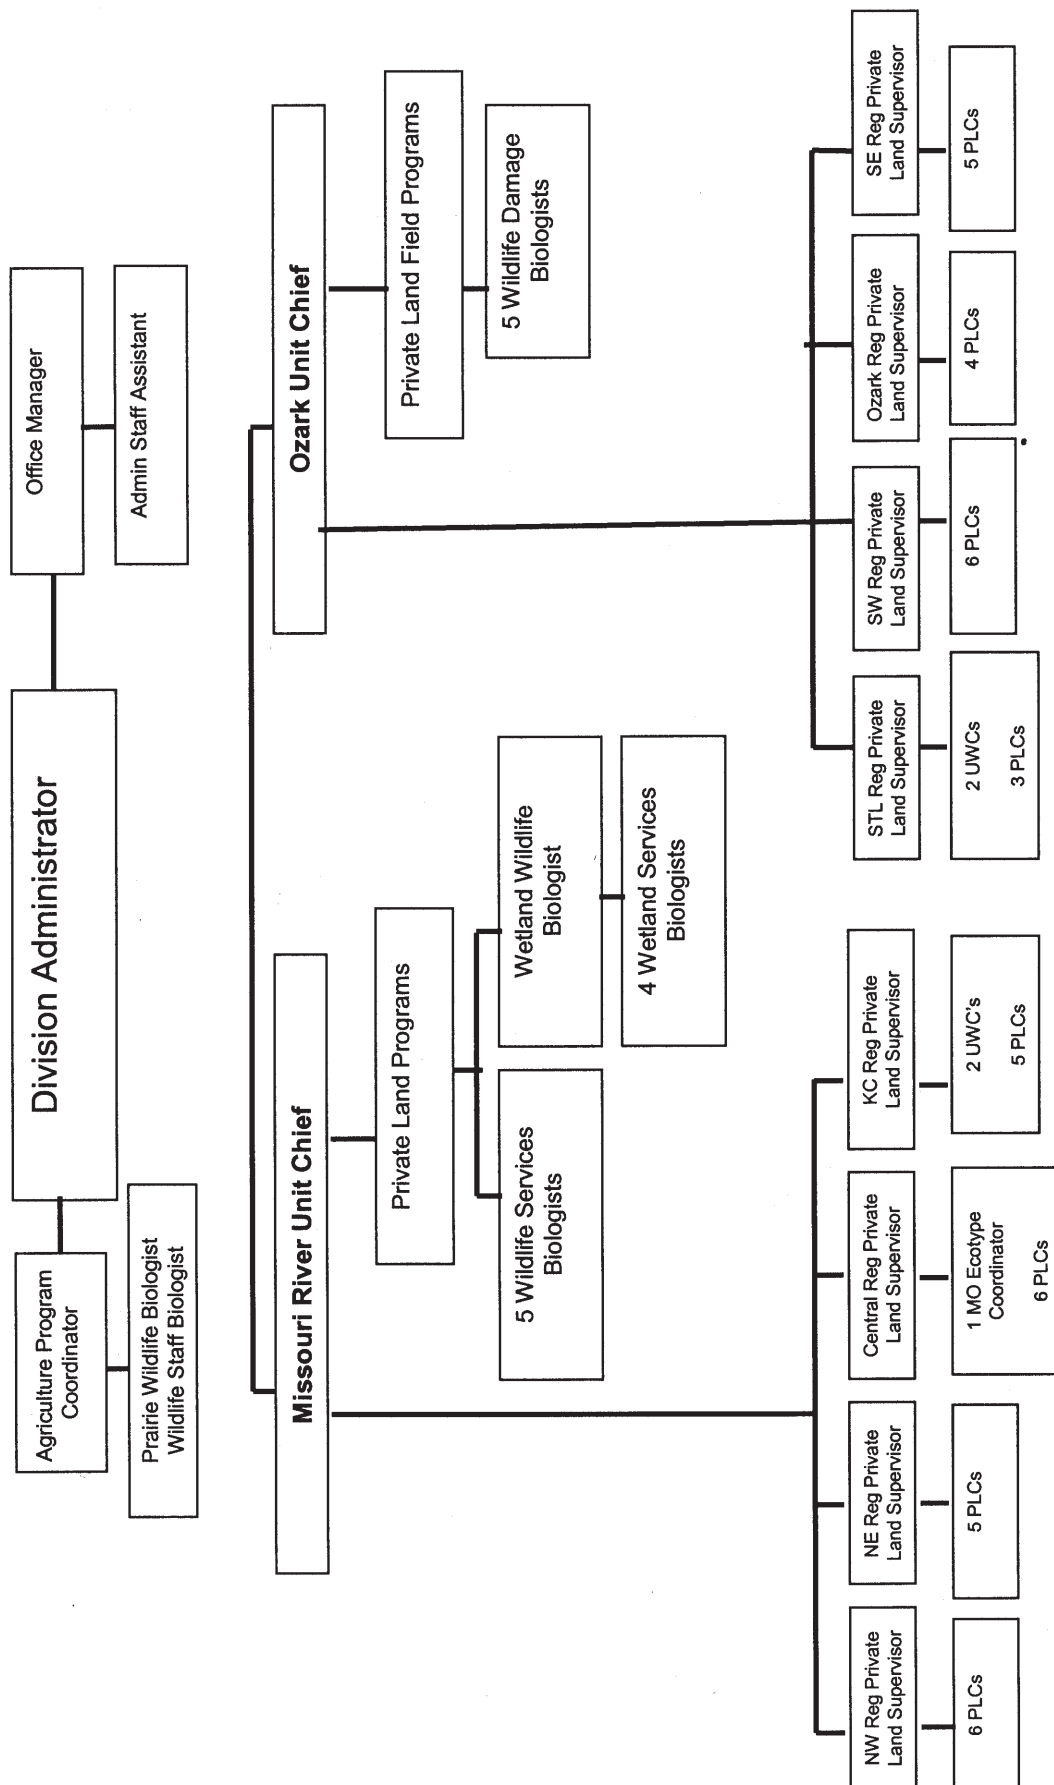 Division Administrator
Agriculture Program
Coordinator
Prairie Wildlife Biologist
Wildlife Staff Biologist
Office Manager
Admin Staff Assistant
Missouri River Unit Chief
Private Land Programs
5 Wildlife Services
Biologists
Wetland Wildlife
Biologist
4 Wetland Services
Biologists
NW Reg Private
Land Supervisor
6 PLCs
NE Reg Private
Land Supervisor
5 PLCs
Central Reg Private
Land Supervisor
1 MO Ecotype
Coordinator
6 PLCs
KC Reg Private
Land Supervisor
2 UWC's
5 PLCs
Ozark Unit Chief
Private Land Field Programs
5 Wildlife Damage
Biologists
STL Reg Private
Land Supervisor
2 UWCs
3 PLCs
SW Reg Private
Land Supervisor
6 PLCs
Ozark Reg Private
Land Supervisor
4 PLCs
SE Reg Private
Land Supervisor
5 PLCs